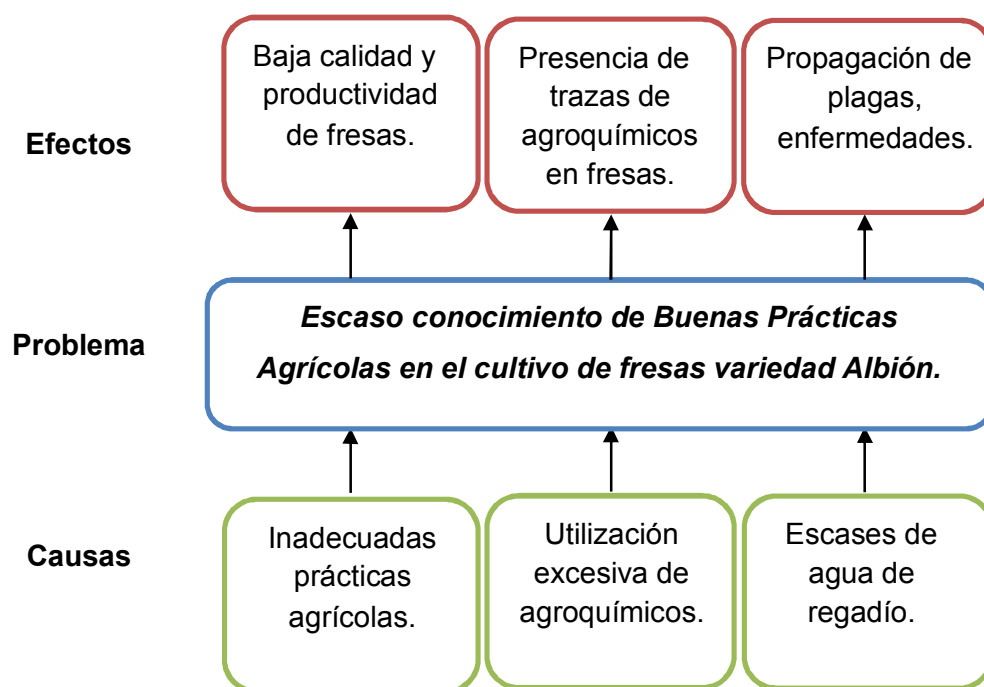 Efectos
Baja calidad y
productividad
de fresas.
Presencia de
trazas de
agroquímicos
en fresas.
Propagación de
plagas,
enfermedades.
Problema
Escaso conocimiento de Buenas Prácticas
Agrícolas en el cultivo de fresas variedad Albión.
Causas
Inadecuadas
prácticas
agrícolas.
Utilización
excesiva de
agroquímicos.
Escases de
agua de
regadío.